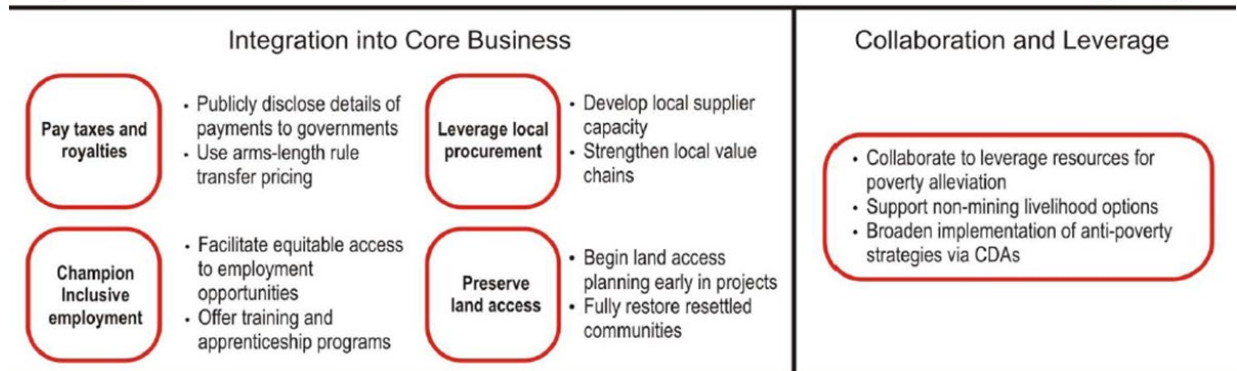 Integration into Core Business
Pay taxes and
royalties
• Publicly disclose details of
payments to governments
• Use arms-length rule
transfer pricing
Leverage local
procurement
• Develop local supplier
capacity
• Strengthen local value
chains
Champion
Inclusive
employment
• Facilitate equitable access
to employment
opportunities
• Offer training and
apprenticeship programs
Preserve
land access
• Begin land access
planning early in projects
• Fully restore resettled
communities
Collaboration and Leverage
• Collaborate to leverage resources for
poverty alleviation
• Support non-mining livelihood options
• Broaden implementation of anti-poverty
strategies via CDAs